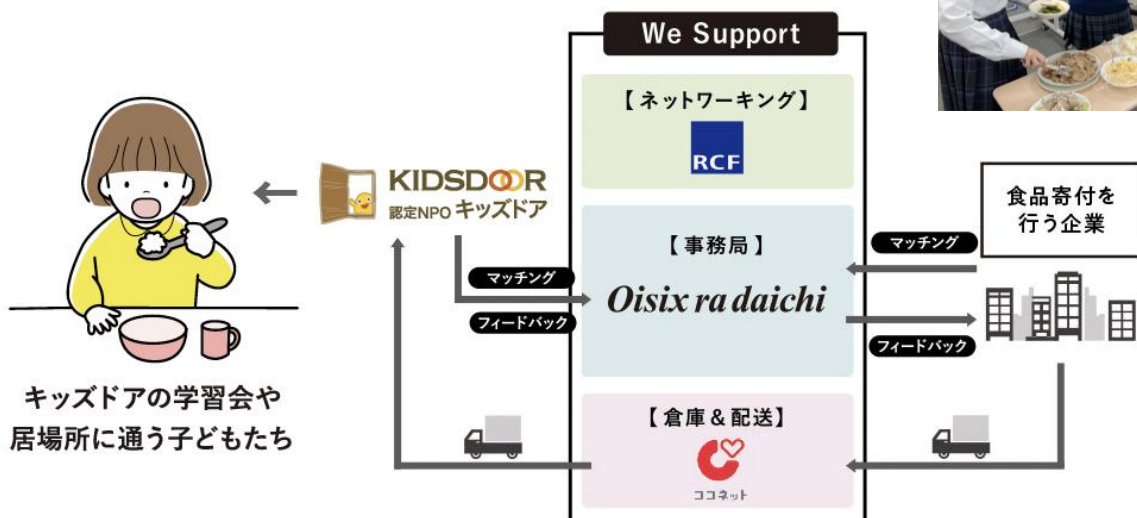 We Support
【ネットワーキング】
RCF
KIDSDOOR
認定NPO キッズドア
食品寄付を
行う企業
【事務局】
マッチング
マッチング
Oisix ra daichi
フィードバック
フィードバック
キッズドアの学習会や
居場所に通う子どもたち
【倉庫＆配送】
ココネット